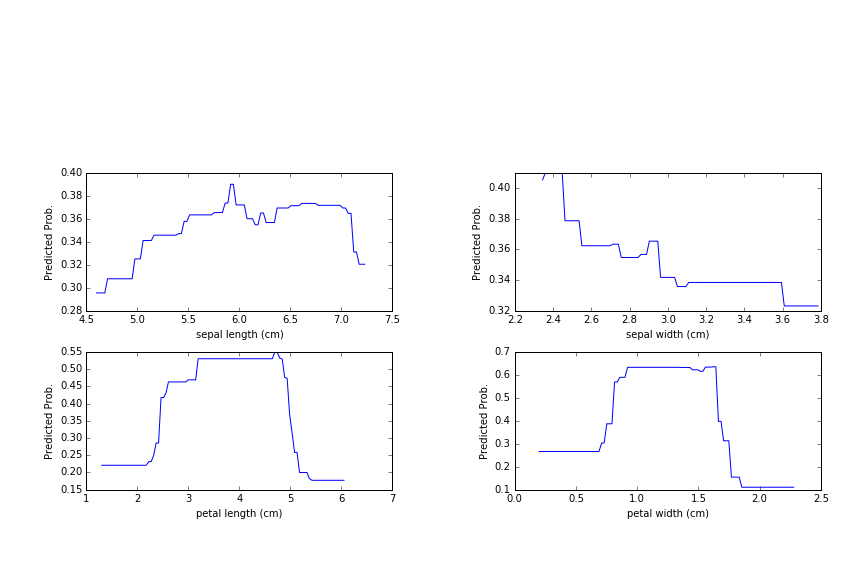 0.40
0.38
0.36
0.34
0.32
0.30
0.28
Predicted Prob.
4.5 5.0 5.5 6.0 6.5 7.0 7.5
sepal length (cm)
0.40
0.38
0.36
0.34
0.32
Predicted Prob.
2.2 2.4 2.6 2.8 3.0 3.2 3.4 3.6 3.8
sepal width (cm)
0.55
0.50
0.45
0.40
0.35
0.30
0.25
0.20
0.15
Predicted Prob.
1 2 3 4 5 6 7
petal length (cm)
0.7
0.6
0.5
0.4
0.3
0.2
0.1
Predicted Prob.
0.0 0.5 1.0 1.5 2.0 2.5
petal width (cm)